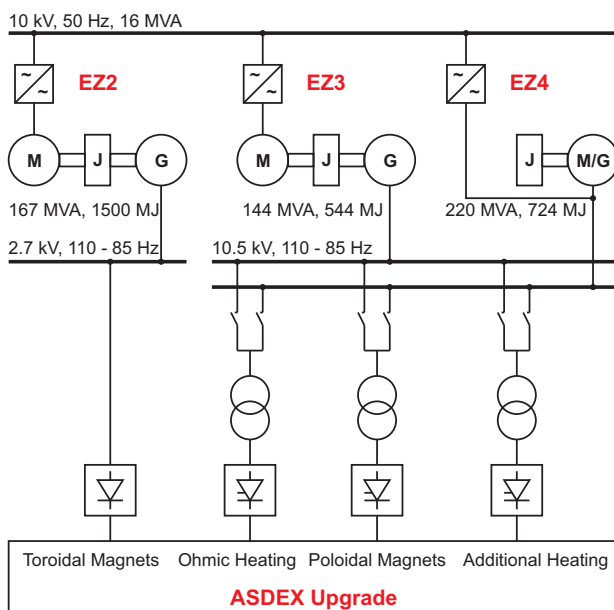 10 kV, 50 Hz, 16 MVA
~ ~ EZ2 ~ ~ EZ3 ~ ~ EZ4
M J G M J G J M/G
167 MVA, 1500 MJ 144 MVA, 544 MJ 220 MVA, 724 MJ
2.7 kV, 110 - 85 Hz 10.5 kV, 110 - 85 Hz
Toroidal Magnets Ohmic Heating Poloidal Magnets Additional Heating
ASDEX Upgrade